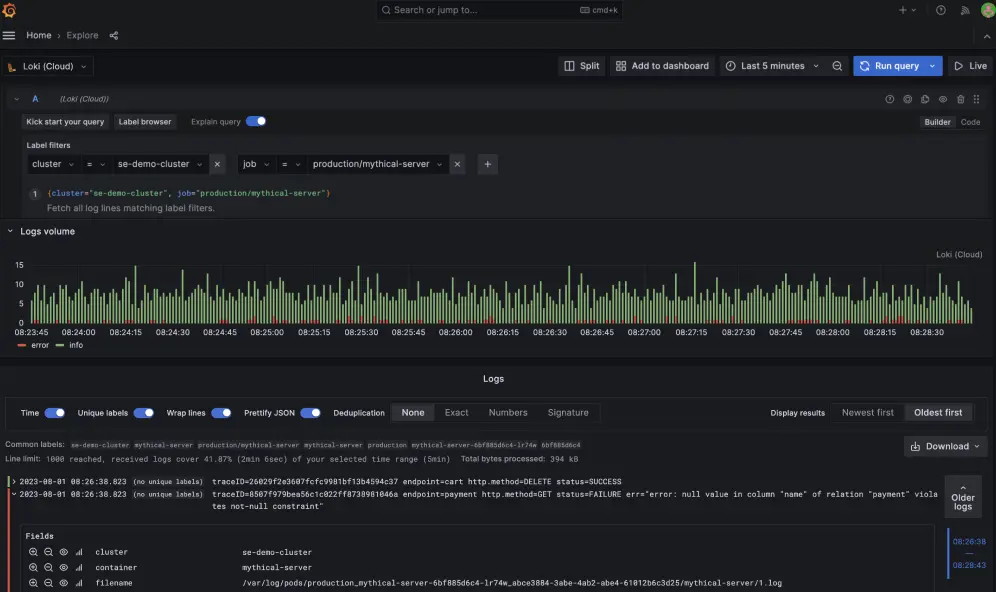 Search or jump to... cmd+k
Home › Explore
Loki (Cloud) Split Add to dashboard Last 5 minutes Run query Live
A (Loki (Cloud))
Kick start your query Label browser Explain query Builder Code
Label filters
cluster = se-demo-cluster × job = production/mythical-server × +
1 {cluster="se-demo-cluster", job="production/mythical-server"}
Fetch all log lines matching label filters.
Logs volume
Loki (Cloud)
15
10
5
0
08:23:45 08:24:00 08:24:15 08:24:30 08:24:45 08:25:00 08:25:15 08:25:30 08:25:45 08:26:00 08:26:15 08:26:30 08:26:45 08:27:00 08:27:15 08:27:30 08:27:45 08:28:00 08:28:15 08:28:30
error info
Logs
Time Unique labels Wrap lines Prettify JSON Deduplication None Exact Numbers Signature Display results Newest first Oldest first
Common labels: se-demo-cluster mythical-server production/mythical-server mythical-server production mythical-server-6bf885d6c4-lr74w 6bf885d6c4
Line limit: 1000 reached, received logs cover 41.87% (2min 6sec) of your selected time range (5min) Total bytes processed: 394 kB
Download
2023-08-01 08:26:38.823 (no unique labels) traceID=26029f2e3607fcfc9981bf13b4594c37 endpoint=cart http.method=DELETE status=SUCCESS
2023-08-01 08:26:38.823 (no unique labels) traceID=8507f979bea56c1c022ff8738981046a endpoint=payment http.method=GET status=FAILURE err="error: null value in column "name" of relation "payment" viola
tes not-null constraint"
Older
logs
Fields
cluster se-demo-cluster
container mythical-server
filename /var/log/pods/production_mythical-server-6bf885d6c4-lr74w_abce3884-3abe-4ab2-abe4-61012b6c3d25/mythical-server/1.log
08:26:38
—
08:28:43